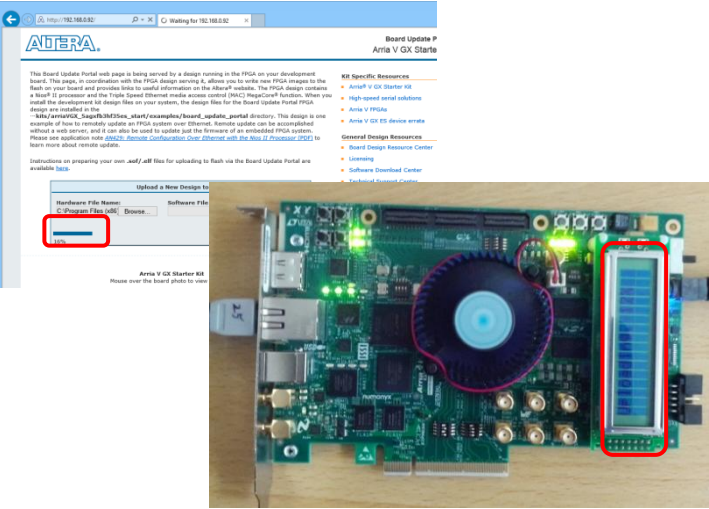 http://192.168.0.92/
Waiting for 192.168.0.92
ALTERA.
Board Update P
Arria V GX Starte
This Board Update Portal web page is being served by a design running in the FPGA on your development
board. This page, in coordination with the FPGA design serving it, allows you to write new FPGA images to the
flash on your board and provides links to useful information on the Altera® website. The FPGA design contains
a Nios® II processor and the Triple Speed Ethernet media access control (MAC) MegaCore® function. When you
install the development kit design files on your system, the design files for the Board Update Portal FPGA
design are installed in the
--kits/arriaVGX_5agxfb3hf35es_start/examples/board_update_portal directory. This design is one
example of how to remotely update an FPGA system over Ethernet. Remote update can be accomplished
without a web server, and it can also be used to update just the firmware of an embedded FPGA system.
Please see application note AN429: Remote Configuration Over Ethernet with the Nios II Processor (PDF) to
learn more about remote update.
Instructions on preparing your own .sof/.elf files for uploading to flash via the Board Update Portal are
available here.
Kit Specific Resources
Arria® V GX Starter Kit
High-speed serial solutions
Arria V FPGAs
Arria V GX ES device errata
General Design Resources
Board Design Resource Center
Licensing
Software Download Center
Technical Support Center
Upload a New Design to
Hardware File Name:
Software File
C:\Program Files (x86)
Browse...
16%
Arria V GX Starter Kit
Mouse over the board photo to view
ISSI
numonyx
Arria
FLASH